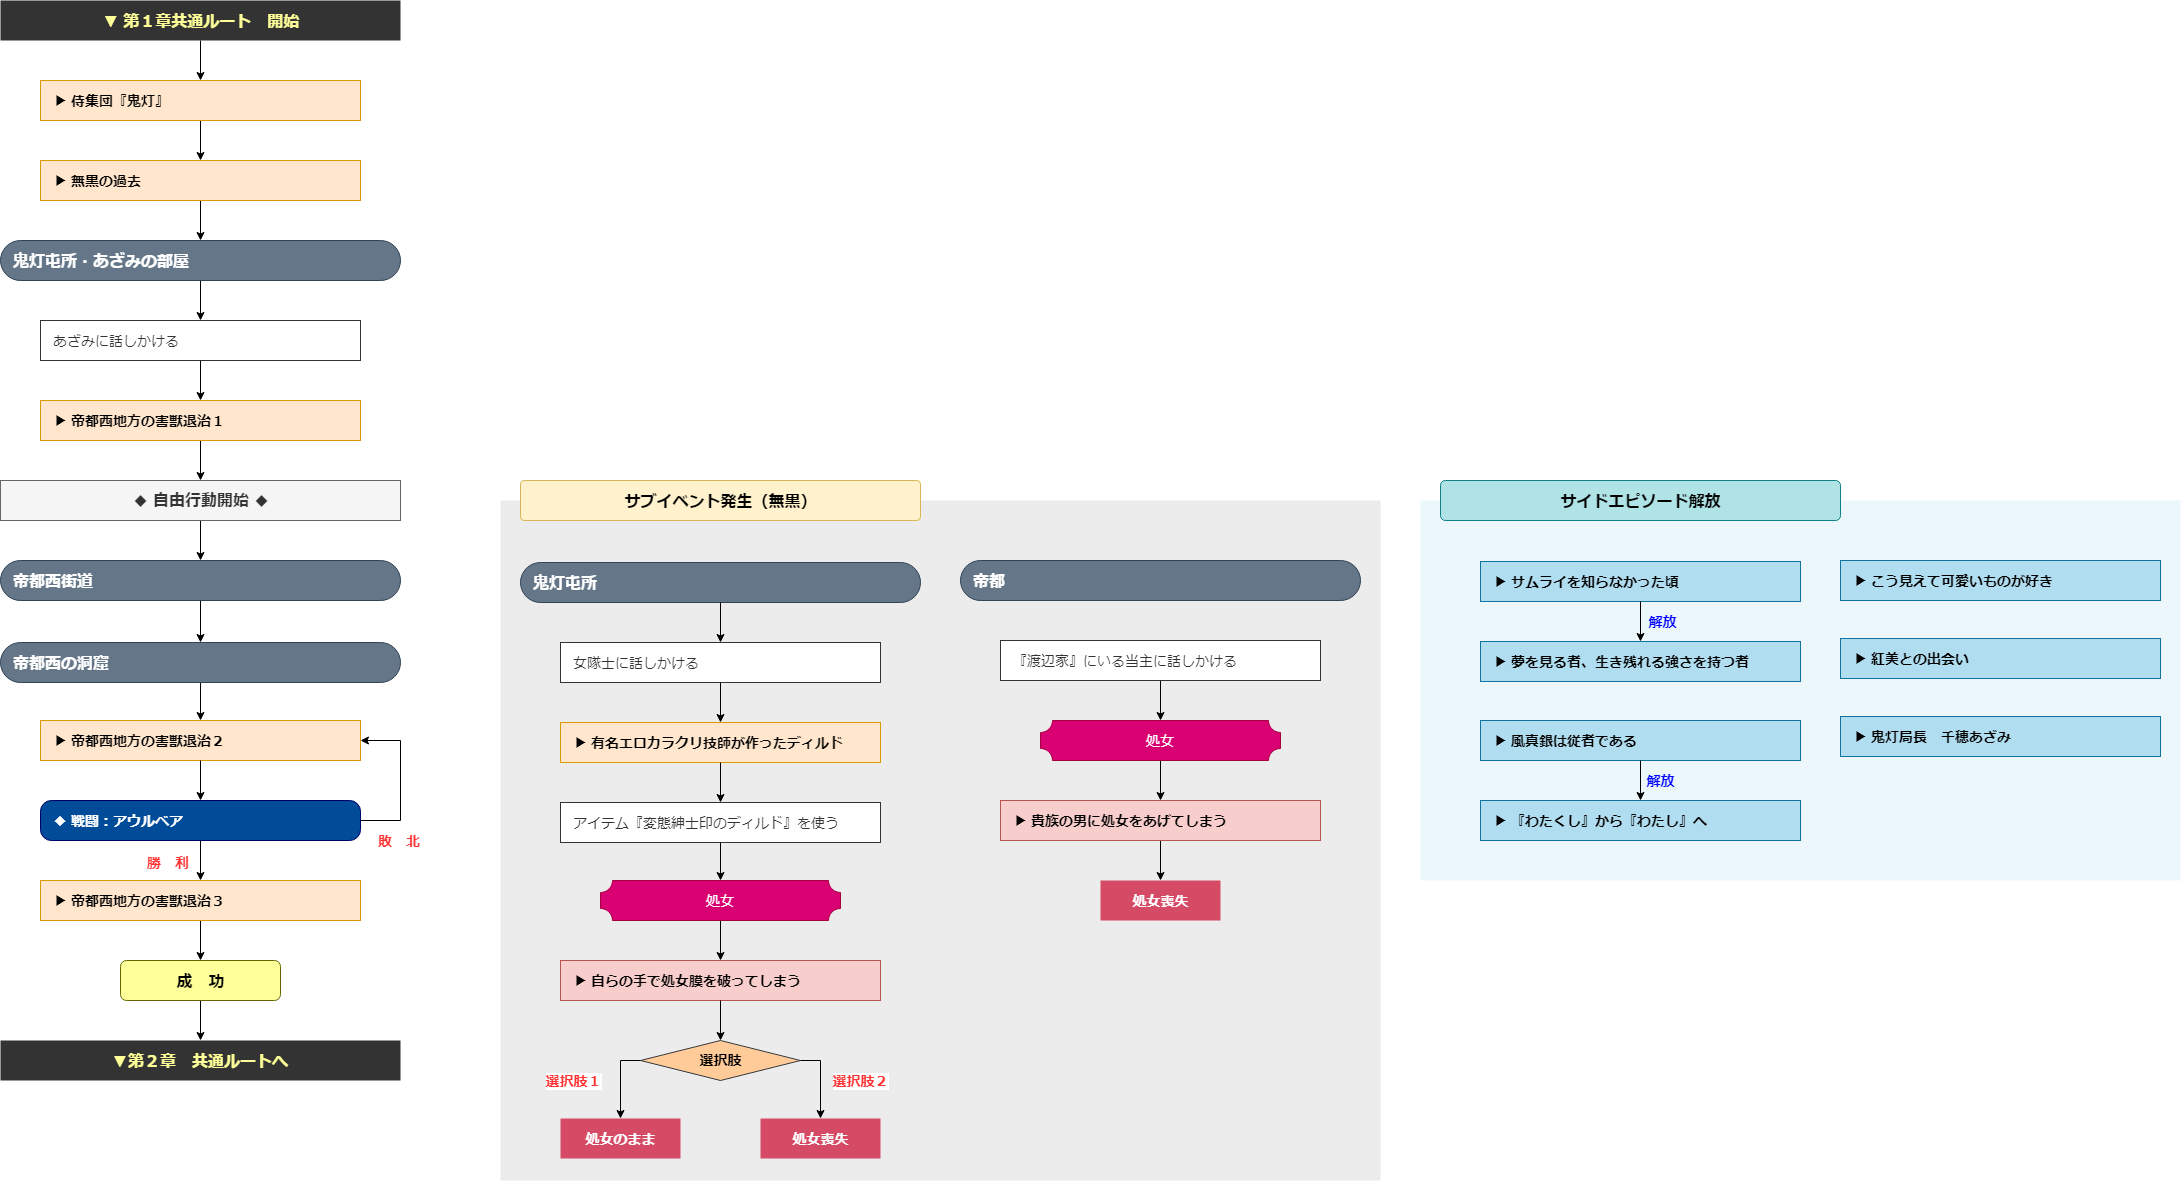 ▼ 第１章共通ルート　開始
▶ 侍集団『鬼灯』
▶ 無黒の過去
鬼灯屯所・あざみの部屋
あざみに話しかける
▶ 帝都西地方の害獣退治１
◆ 自由行動開始 ◆
帝都西街道
帝都西の洞窟
▶ 帝都西地方の害獣退治２
◆ 戦闘：アウルベア
敗　北
勝　利
▶ 帝都西地方の害獣退治３
成　功
▼第２章　共通ルートへ
サブイベント発生（無黒）
鬼灯屯所
女隊士に話しかける
▶ 有名エロカラクリ技師が作ったディルド
アイテム『変態紳士印のディルド』を使う
処女
▶ 自らの手で処女膜を破ってしまう
選択肢
選択肢１
選択肢２
処女のまま
処女喪失
帝都
『渡辺家』にいる当主に話しかける
処女
▶ 貴族の男に処女をあげてしまう
処女喪失
サイドエピソード解放
▶ サムライを知らなかった頃
解放
▶ 夢を見る者、生き残れる強さを持つ者
▶ 風真銀は従者である
解放
▶ 『わたくし』から『わたし』へ
▶ こう見えて可愛いものが好き
▶ 紅美との出会い
▶ 鬼灯局長　千穂あざみ